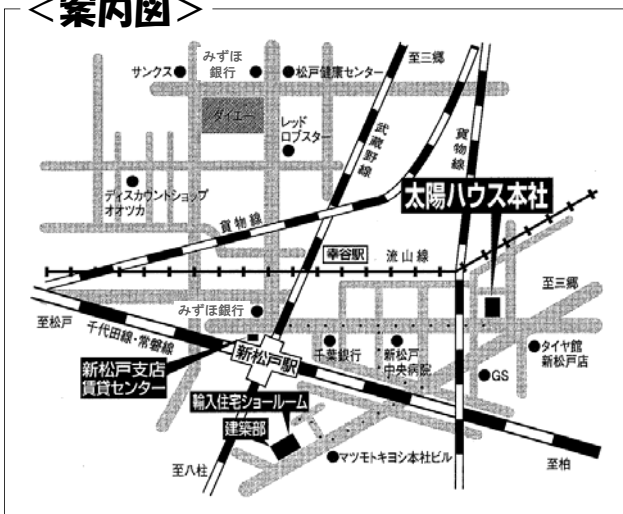 ＜案内図＞
サンクス
みずほ
銀行
松戸健康センター
至三郷
ダイエー
レッド
ロブスター
武蔵野線
貨物線
ディスカウントショップ
オオツカ
太陽ハウス本社
貨物線
幸谷駅
流山線
至三郷
みずほ銀行
至松戸
千代田線・常磐線
新松戸駅
千葉銀行
新松戸
中央病院
タイヤ館
新松戸店
新松戸支店
賃貸センター
GS
輸入住宅ショールーム
建築部
マツモトキヨシ本社ビル
至八柱
至柏